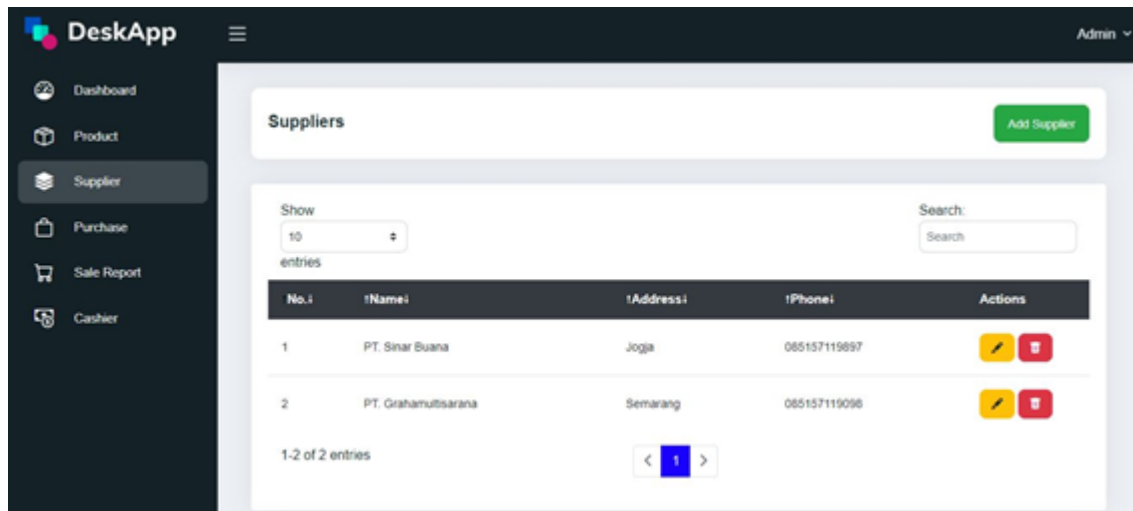 DeskApp
Admin
Dashboard
Product
Supplier
Purchase
Sale Report
Cashier
Suppliers
Add Supplier
Show
10
entries
Search:
Search
No. Name Address Phone Actions
1 PT. Sinar Buana Jogja 085157119897
2 PT. Grahamultisarana Semarang 085157119098
1-2 of 2 entries
< 1 >